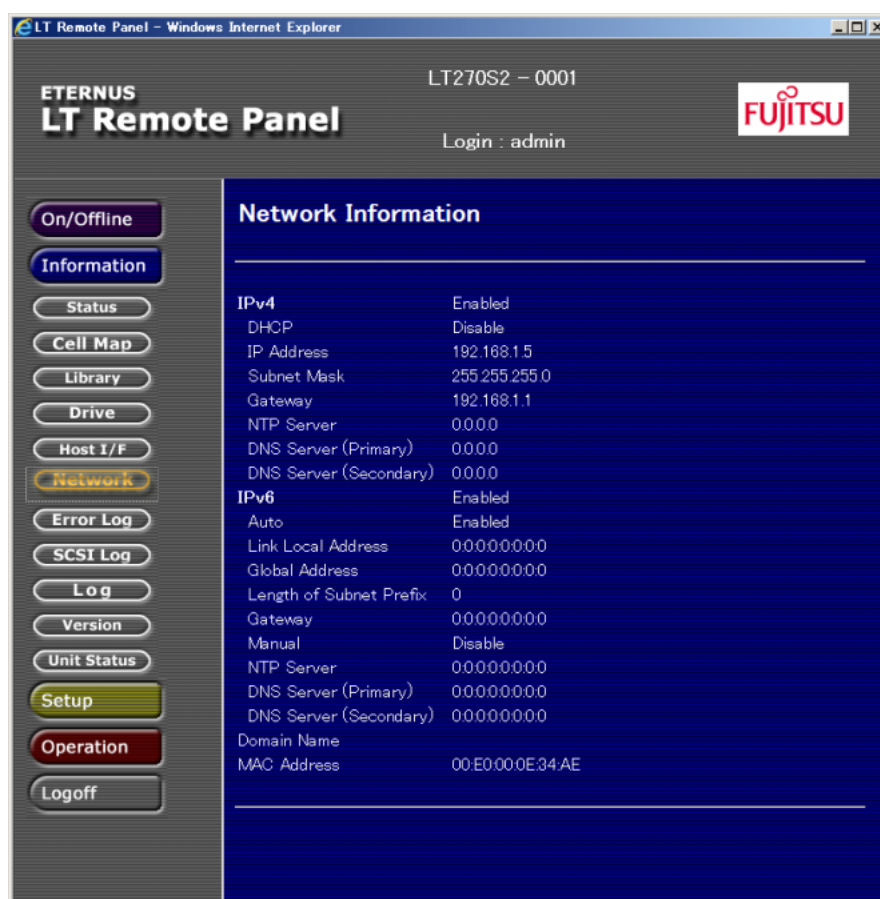 LT Remote Panel - Windows Internet Explorer
LT270S2 - 0001
ETERNUS
LT Remote Panel
FUJITSU
Login : admin
On/Offline
Information
Status
Cell Map
Library
Drive
Host I/F
Network
Error Log
SCSI Log
Log
Version
Unit Status
Setup
Operation
Logoff
Network Information
IPv4 Enabled
DHCP Disable
IP Address 192.168.1.5
Subnet Mask 255.255.255.0
Gateway 192.168.1.1
NTP Server 0.0.0.0
DNS Server (Primary) 0.0.0.0
DNS Server (Secondary) 0.0.0.0
IPv6 Enabled
Auto Enabled
Link Local Address 0:0:0:0:0:0:0:0
Global Address 0:0:0:0:0:0:0:0
Length of Subnet Prefix 0
Gateway 0:0:0:0:0:0:0:0
Manual Disable
NTP Server 0:0:0:0:0:0:0:0
DNS Server (Primary) 0:0:0:0:0:0:0:0
DNS Server (Secondary) 0:0:0:0:0:0:0:0
Domain Name
MAC Address 00:E0:00:0E:34:AE